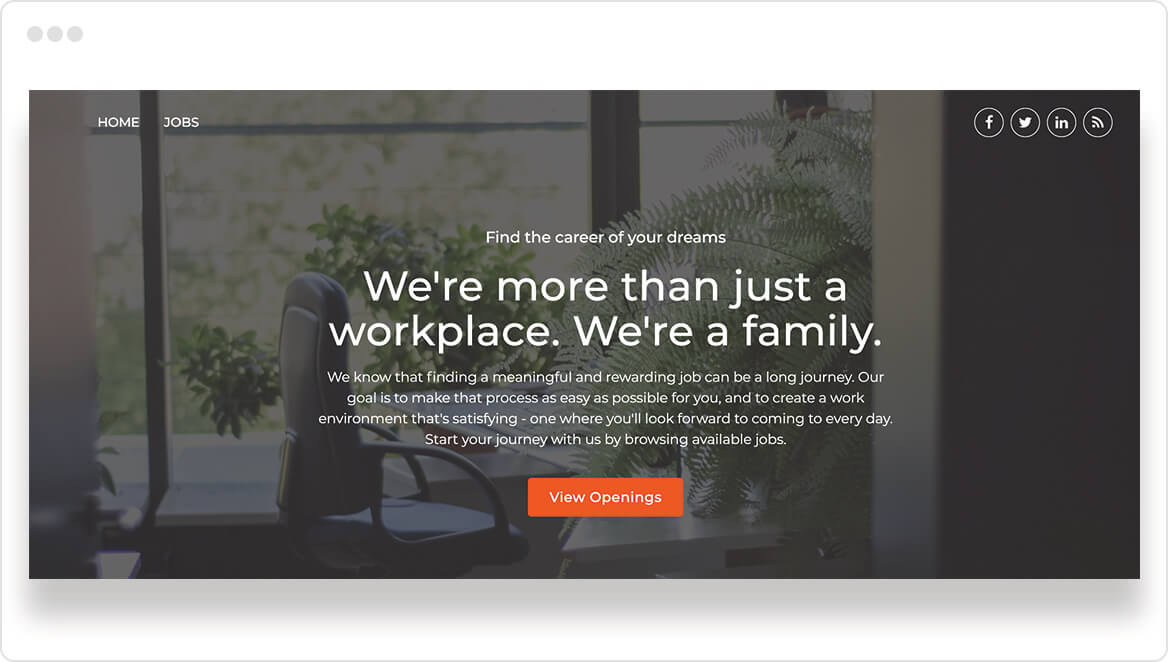 HOME JOBS
Find the career of your dreams
We're more than just a
workplace. We're a family.
We know that finding a meaningful and rewarding job can be a long journey. Our
goal is to make that process as easy as possible for you, and to create a work
environment that's satisfying - one where you'll look forward to coming to every day.
Start your journey with us by browsing available jobs.
View Openings